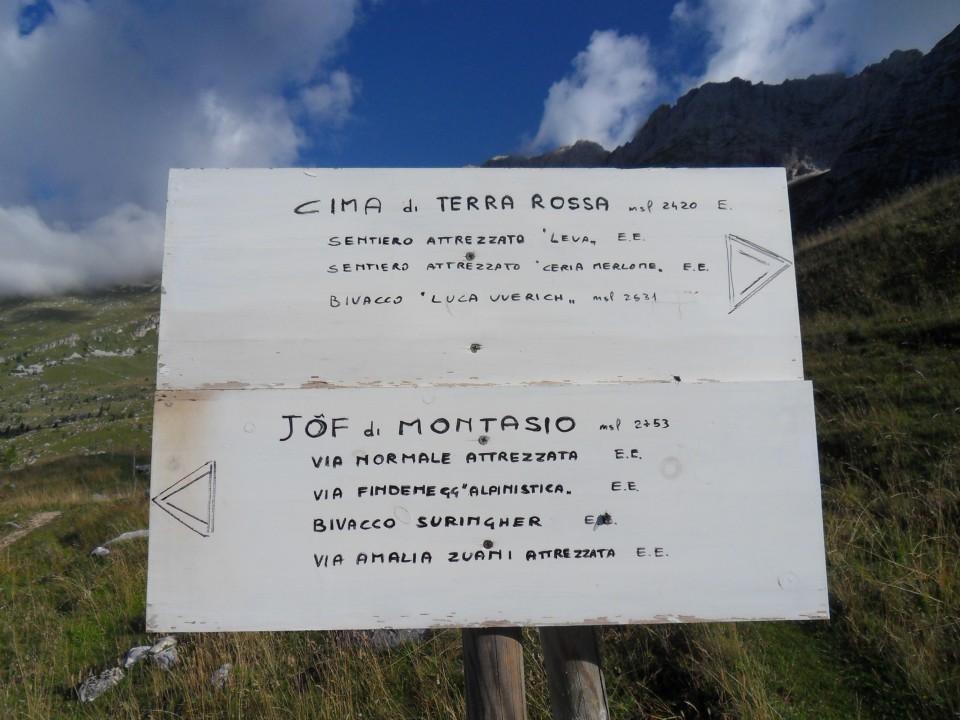 CIMA di TERRA ROSSA msl 2420 E.
SENTIERO ATTREZZATO "LEVA" E.E.
SENTIERO ATTREZZATO "CERIA MERLONE" E.E.
BIVACCO "LUCA VUERICH" msl 2531
JÕF di MONTASIO msl 2753
VIA NORMALE ATTREZZATA E.E.
VIA FINDENEGG "ALPINISTICA" E.E.
BIVACCO SURINGHER E.E.
VIA AMALIA ZUANI ATTREZZATA E.E.